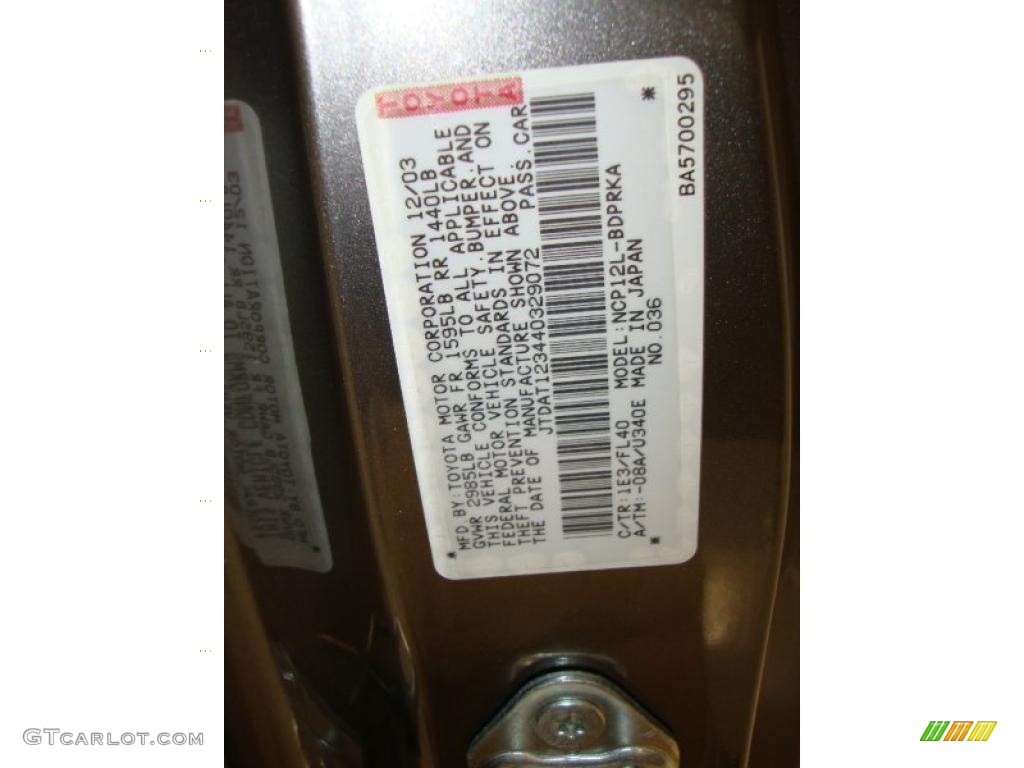 TOYOTA
MFD BY:TOYOTA MOTOR CORPORATION 12/03
GVWR 2985LB GAWR FR 1595LB RR 1440LB
THIS VEHICLE CONFORMS TO ALL APPLICABLE
FEDERAL MOTOR VEHICLE SAFETY.BUMPER.AND
THEFT PREVENTION STANDARDS IN EFFECT ON
THE DATE OF MANUFACTURE SHOWN ABOVE.
JTDAT123440329072 PASS.CAR
C/TR:1E3/FL40 MODEL:NCP12L-BDPRKA
A/TM:-08A/U340E MADE IN JAPAN
* NO.036 *
BA5700295
GTCARLOT.COM